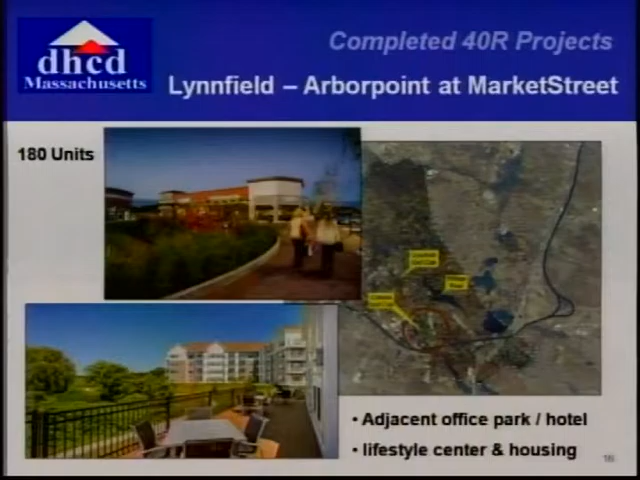 Completed 40R Projects
dhcd
Massachusetts
Lynnfield – Arborpoint at MarketStreet
180 Units
• Adjacent office park / hotel
• lifestyle center & housing